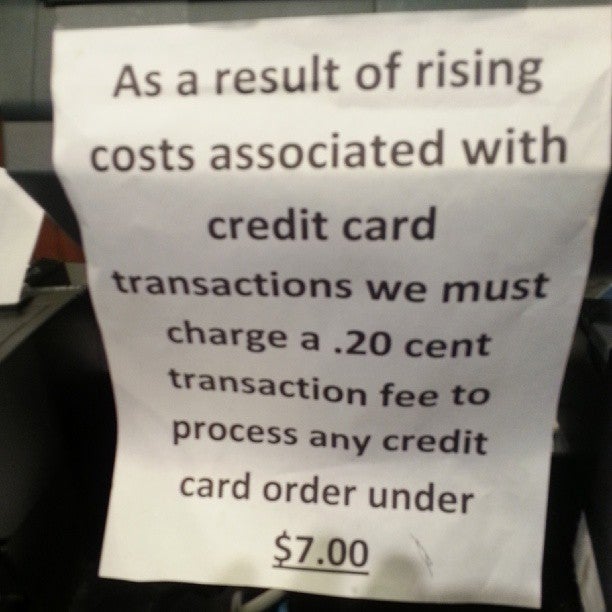 As a result of rising
costs associated with
credit card
transactions we must
charge a .20 cent
transaction fee to
process any credit
card order under
$7.00